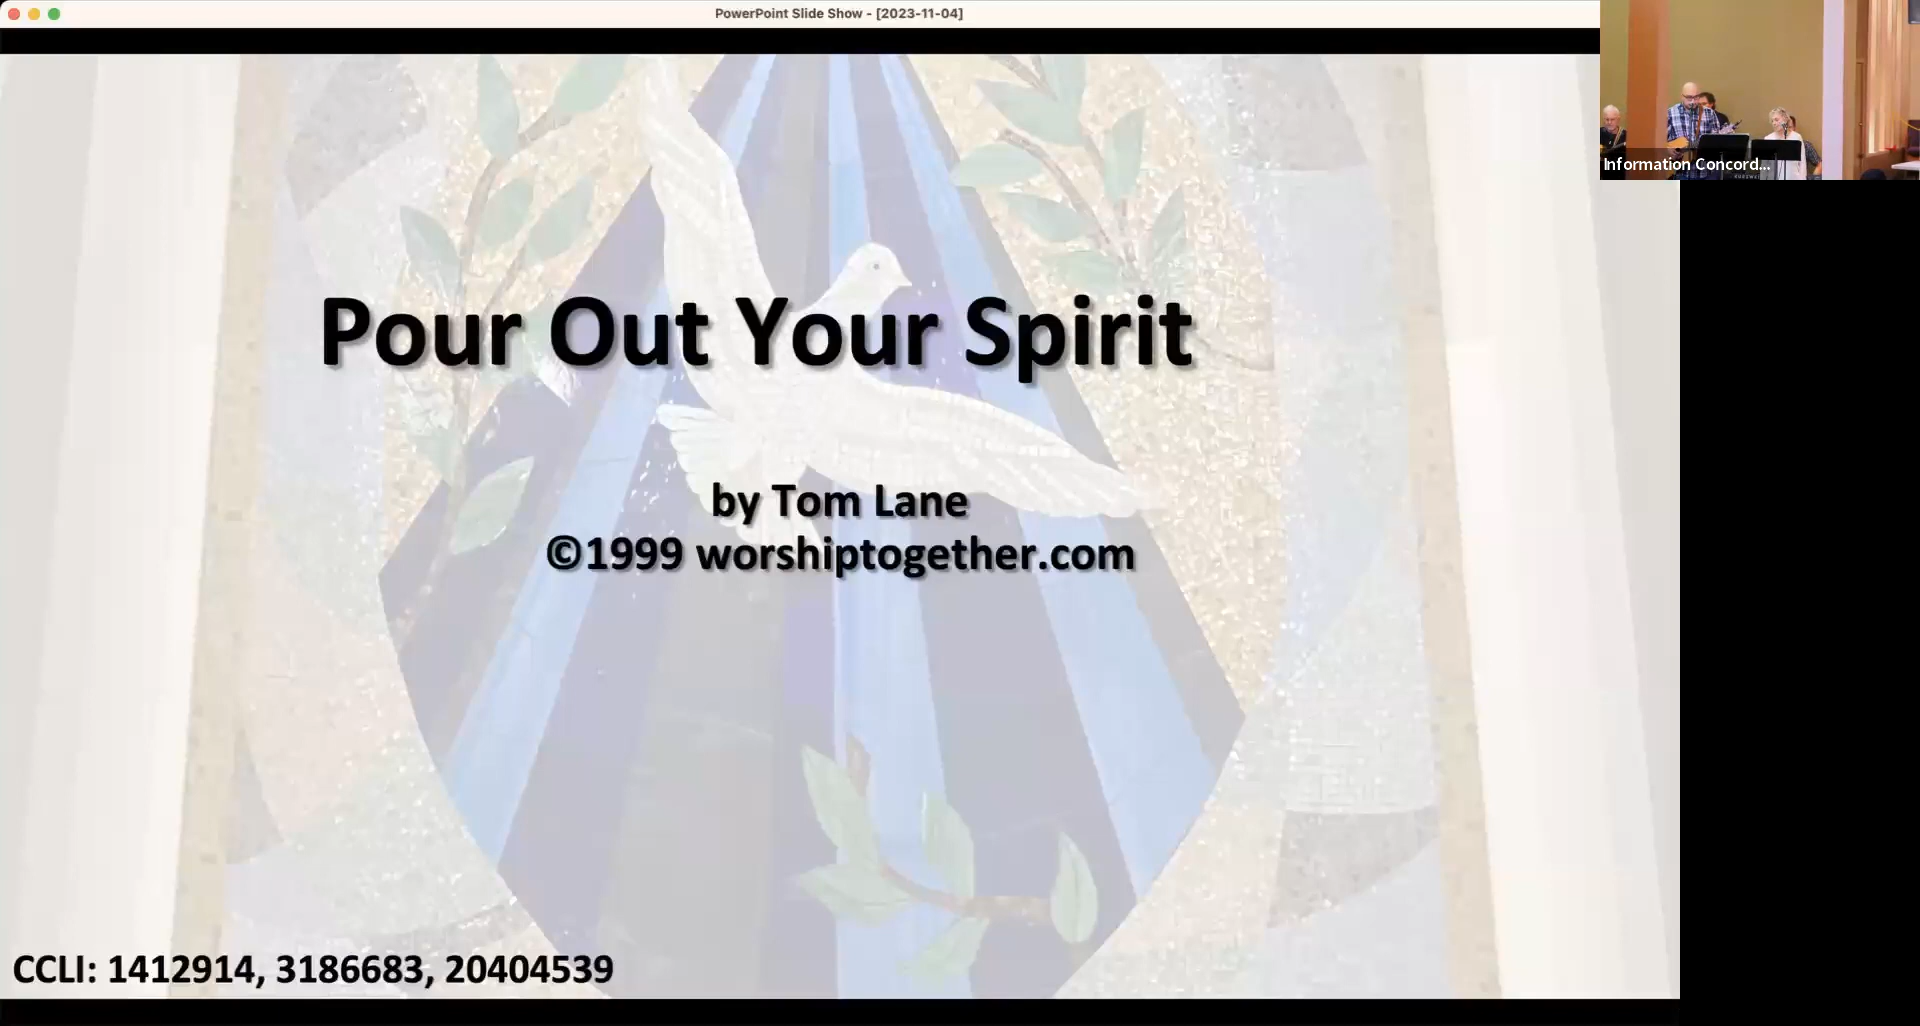 PowerPoint Slide Show - [2023-11-04]
Information Concord...
Pour Out Your Spirit
by Tom Lane
©1999 worshiptogether.com
CCLI: 1412914, 3186683, 20404539